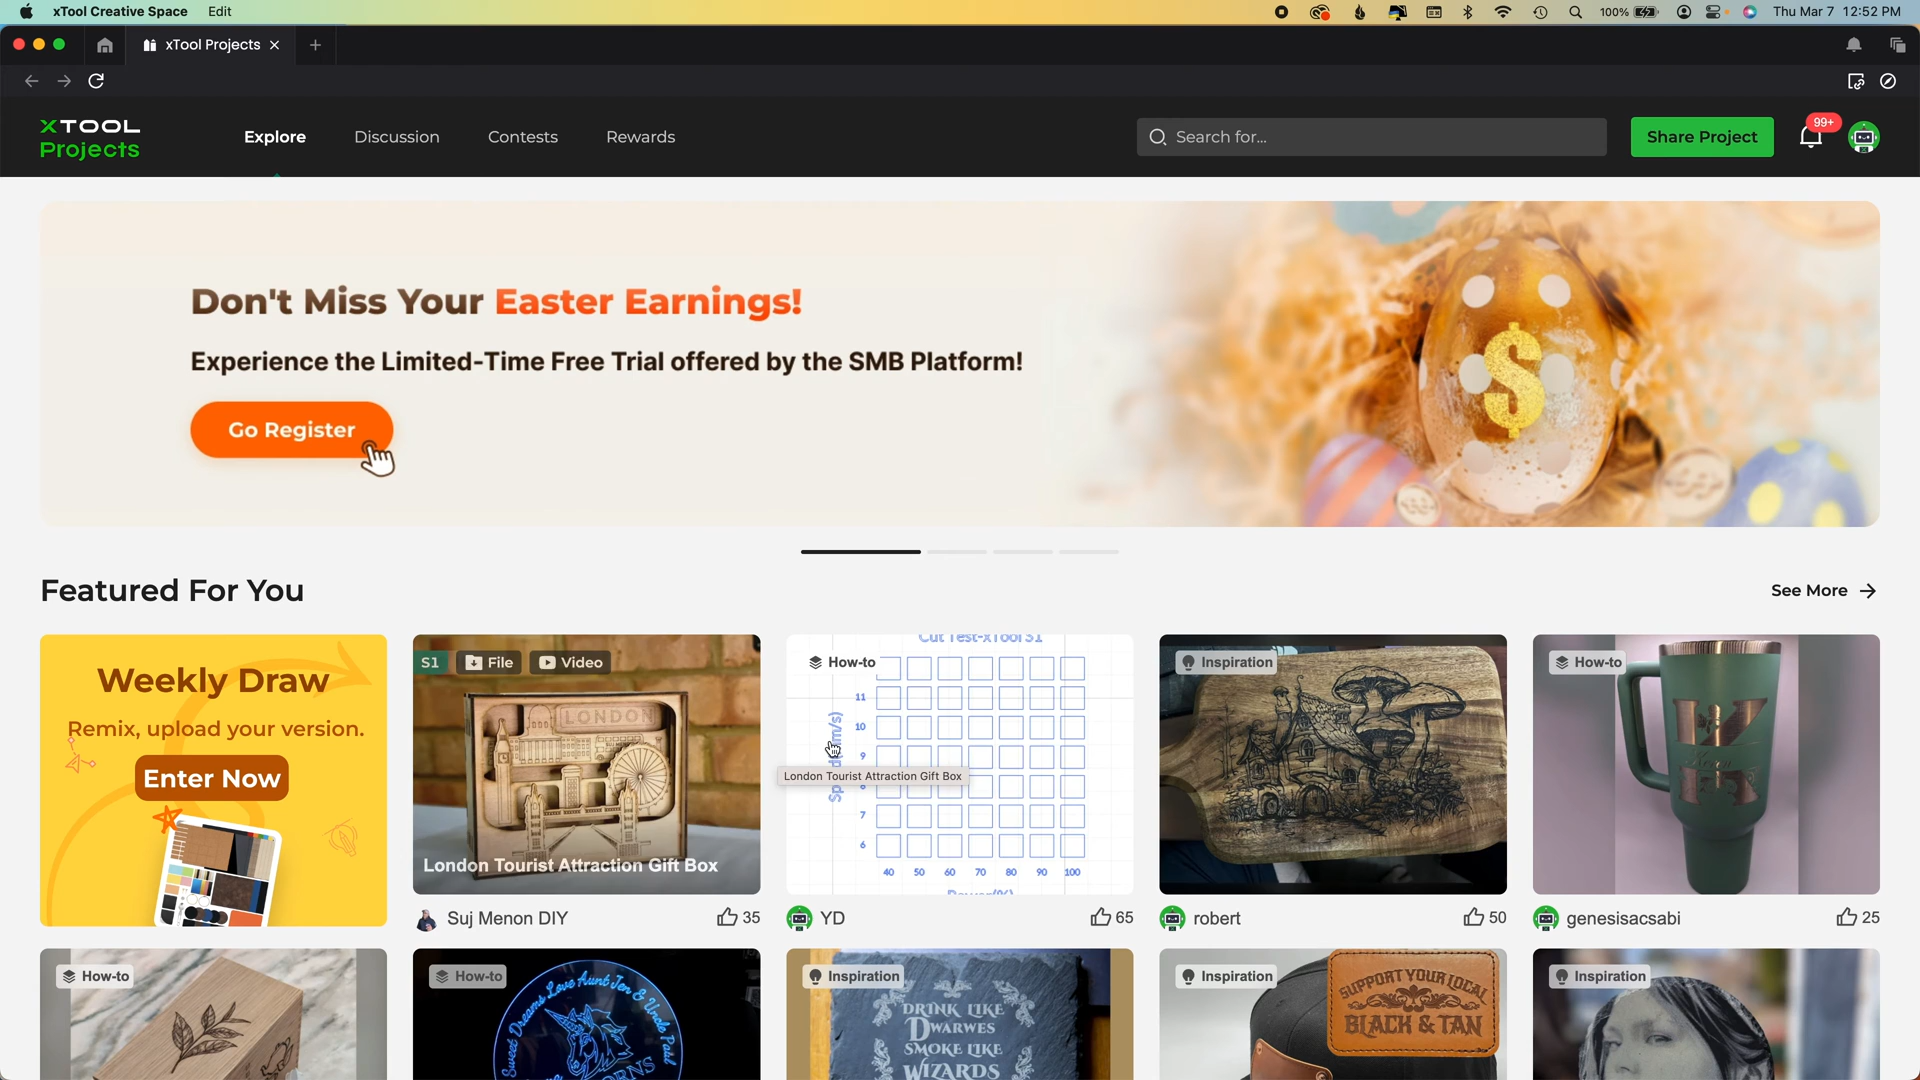 xTool Creative Space Edit 100% Thu Mar 7 12:52 PM
xTool Projects
XTOOL
Projects
Explore Discussion Contests Rewards Search for... Share Project 99+
Don't Miss Your Easter Earnings!
Experience the Limited-Time Free Trial offered by the SMB Platform!
Go Register
$
Featured For You See More
Weekly Draw
Remix, upload your version.
Enter Now
S1 File Video
LONDON
London Tourist Attraction Gift Box
Suj Menon DIY 35
Cut Test-xTool S1
How-to
11
10
9
8
7
6
London Tourist Attraction Gift Box
40 50 60 70 80 90 100
Power(%)
YD 65
Inspiration
robert 50
How-to
genesisacsabi 25
How-to
How-to
Sweet Dreams Love Aunt Jen & Uncle Pat
Inspiration
DRINK LIKE
DWARWES
SMOKE LIKE
WIZARDS
Inspiration
SUPPORT YOUR LOCAL
BLACK & TAN
Inspiration